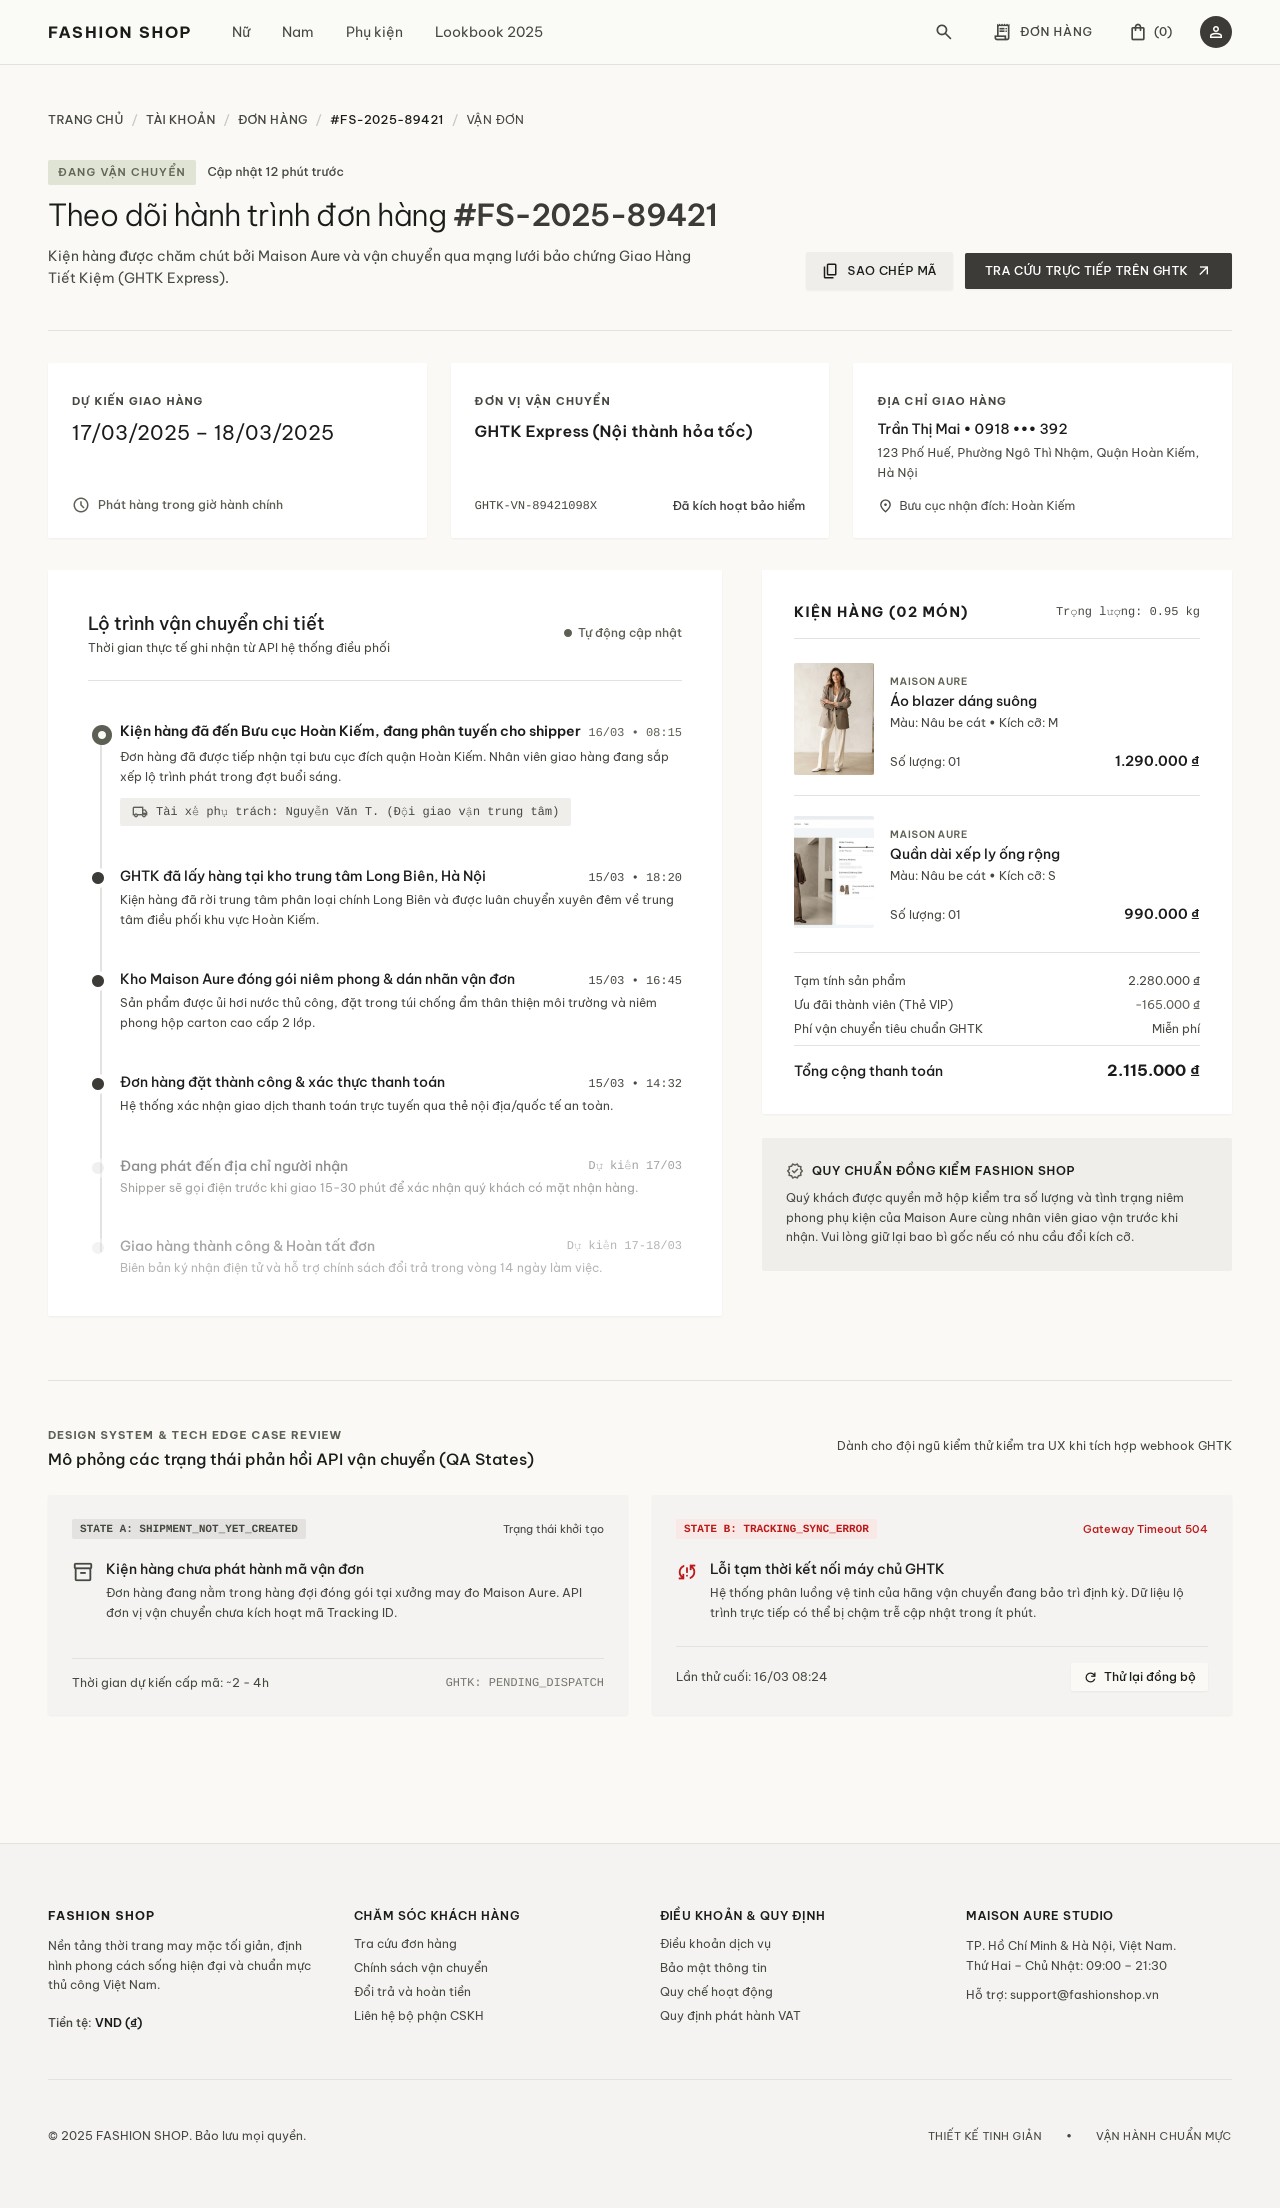 FASHION SHOP
Nữ
Nam
Phụ kiện
Lookbook 2025
ĐƠN HÀNG
(0)
TRANG CHỦ / TÀI KHOẢN / ĐƠN HÀNG / #FS-2025-89421 / VẬN ĐƠN
ĐANG VẬN CHUYỂN
Cập nhật 12 phút trước
Theo dõi hành trình đơn hàng #FS-2025-89421
Kiện hàng được chăm chút bởi Maison Aure và vận chuyển qua mạng lưới bảo chứng Giao Hàng
Tiết Kiệm (GHTK Express).
SAO CHÉP MÃ
TRA CỨU TRỰC TIẾP TRÊN GHTK
DỰ KIẾN GIAO HÀNG
17/03/2025 – 18/03/2025
Phát hàng trong giờ hành chính
ĐƠN VỊ VẬN CHUYỂN
GHTK Express (Nội thành hỏa tốc)
GHTK-VN-89421098X
Đã kích hoạt bảo hiểm
ĐỊA CHỈ GIAO HÀNG
Trần Thị Mai • 0918 ••• 392
123 Phố Huế, Phường Ngô Thì Nhậm, Quận Hoàn Kiếm,
Hà Nội
Bưu cục nhận đích: Hoàn Kiếm
Lộ trình vận chuyển chi tiết
Thời gian thực tế ghi nhận từ API hệ thống điều phối
Tự động cập nhật
Kiện hàng đã đến Bưu cục Hoàn Kiếm, đang phân tuyến cho shipper
16/03 • 08:15
Đơn hàng đã được tiếp nhận tại bưu cục đích quận Hoàn Kiếm. Nhân viên giao hàng đang sắp
xếp lộ trình phát trong đợt buổi sáng.
Tài xế phụ trách: Nguyễn Văn T. (Đội giao vận trung tâm)
GHTK đã lấy hàng tại kho trung tâm Long Biên, Hà Nội
15/03 • 18:20
Kiện hàng đã rời trung tâm phân loại chính Long Biên và được luân chuyển xuyên đêm về trung
tâm điều phối khu vực Hoàn Kiếm.
Kho Maison Aure đóng gói niêm phong & dán nhãn vận đơn
15/03 • 16:45
Sản phẩm được ủi hơi nước thủ công, đặt trong túi chống ẩm thân thiện môi trường và niêm
phong hộp carton cao cấp 2 lớp.
Đơn hàng đặt thành công & xác thực thanh toán
15/03 • 14:32
Hệ thống xác nhận giao dịch thanh toán trực tuyến qua thẻ nội địa/quốc tế an toàn.
Đang phát đến địa chỉ người nhận
Dự kiến 17/03
Shipper sẽ gọi điện trước khi giao 15-30 phút để xác nhận quý khách có mặt nhận hàng.
Giao hàng thành công & Hoàn tất đơn
Dự kiến 17-18/03
Biên bản ký nhận điện tử và hỗ trợ chính sách đổi trả trong vòng 14 ngày làm việc.
KIỆN HÀNG (02 MÓN)
Trọng lượng: 0.95 kg
MAISON AURE
Áo blazer dáng suông
Màu: Nâu be cát • Kích cỡ: M
Số lượng: 01
1.290.000 ₫
MAISON AURE
Quần dài xếp ly ống rộng
Màu: Nâu be cát • Kích cỡ: S
Số lượng: 01
990.000 ₫
Tạm tính sản phẩm
2.280.000 ₫
Ưu đãi thành viên (Thẻ VIP)
-165.000 ₫
Phí vận chuyển tiêu chuẩn GHTK
Miễn phí
Tổng cộng thanh toán
2.115.000 ₫
QUY CHUẨN ĐỒNG KIỂM FASHION SHOP
Quý khách được quyền mở hộp kiểm tra số lượng và tình trạng niêm
phong phụ kiện của Maison Aure cùng nhân viên giao vận trước khi
nhận. Vui lòng giữ lại bao bì gốc nếu có nhu cầu đổi kích cỡ.
DESIGN SYSTEM & TECH EDGE CASE REVIEW
Mô phỏng các trạng thái phản hồi API vận chuyển (QA States)
Dành cho đội ngũ kiểm thử kiểm tra UX khi tích hợp webhook GHTK
STATE A: SHIPMENT_NOT_YET_CREATED
Trạng thái khởi tạo
Kiện hàng chưa phát hành mã vận đơn
Đơn hàng đang nằm trong hàng đợi đóng gói tại xưởng may đo Maison Aure. API
đơn vị vận chuyển chưa kích hoạt mã Tracking ID.
Thời gian dự kiến cấp mã: ~2 - 4h
GHTK: PENDING_DISPATCH
STATE B: TRACKING_SYNC_ERROR
Gateway Timeout 504
Lỗi tạm thời kết nối máy chủ GHTK
Hệ thống phân luồng vệ tinh của hãng vận chuyển đang bảo trì định kỳ. Dữ liệu lộ
trình trực tiếp có thể bị chậm trễ cập nhật trong ít phút.
Lần thử cuối: 16/03 08:24
Thử lại đồng bộ
FASHION SHOP
Nền tảng thời trang may mặc tối giản, định
hình phong cách sống hiện đại và chuẩn mực
thủ công Việt Nam.
Tiền tệ: VND (₫)
CHĂM SÓC KHÁCH HÀNG
Tra cứu đơn hàng
Chính sách vận chuyển
Đổi trả và hoàn tiền
Liên hệ bộ phận CSKH
ĐIỀU KHOẢN & QUY ĐỊNH
Điều khoản dịch vụ
Bảo mật thông tin
Quy chế hoạt động
Quy định phát hành VAT
MAISON AURE STUDIO
TP. Hồ Chí Minh & Hà Nội, Việt Nam.
Thứ Hai – Chủ Nhật: 09:00 – 21:30
Hỗ trợ: support@fashionshop.vn
© 2025 FASHION SHOP. Bảo lưu mọi quyền.
THIẾT KẾ TINH GIẢN • VẬN HÀNH CHUẨN MỰC